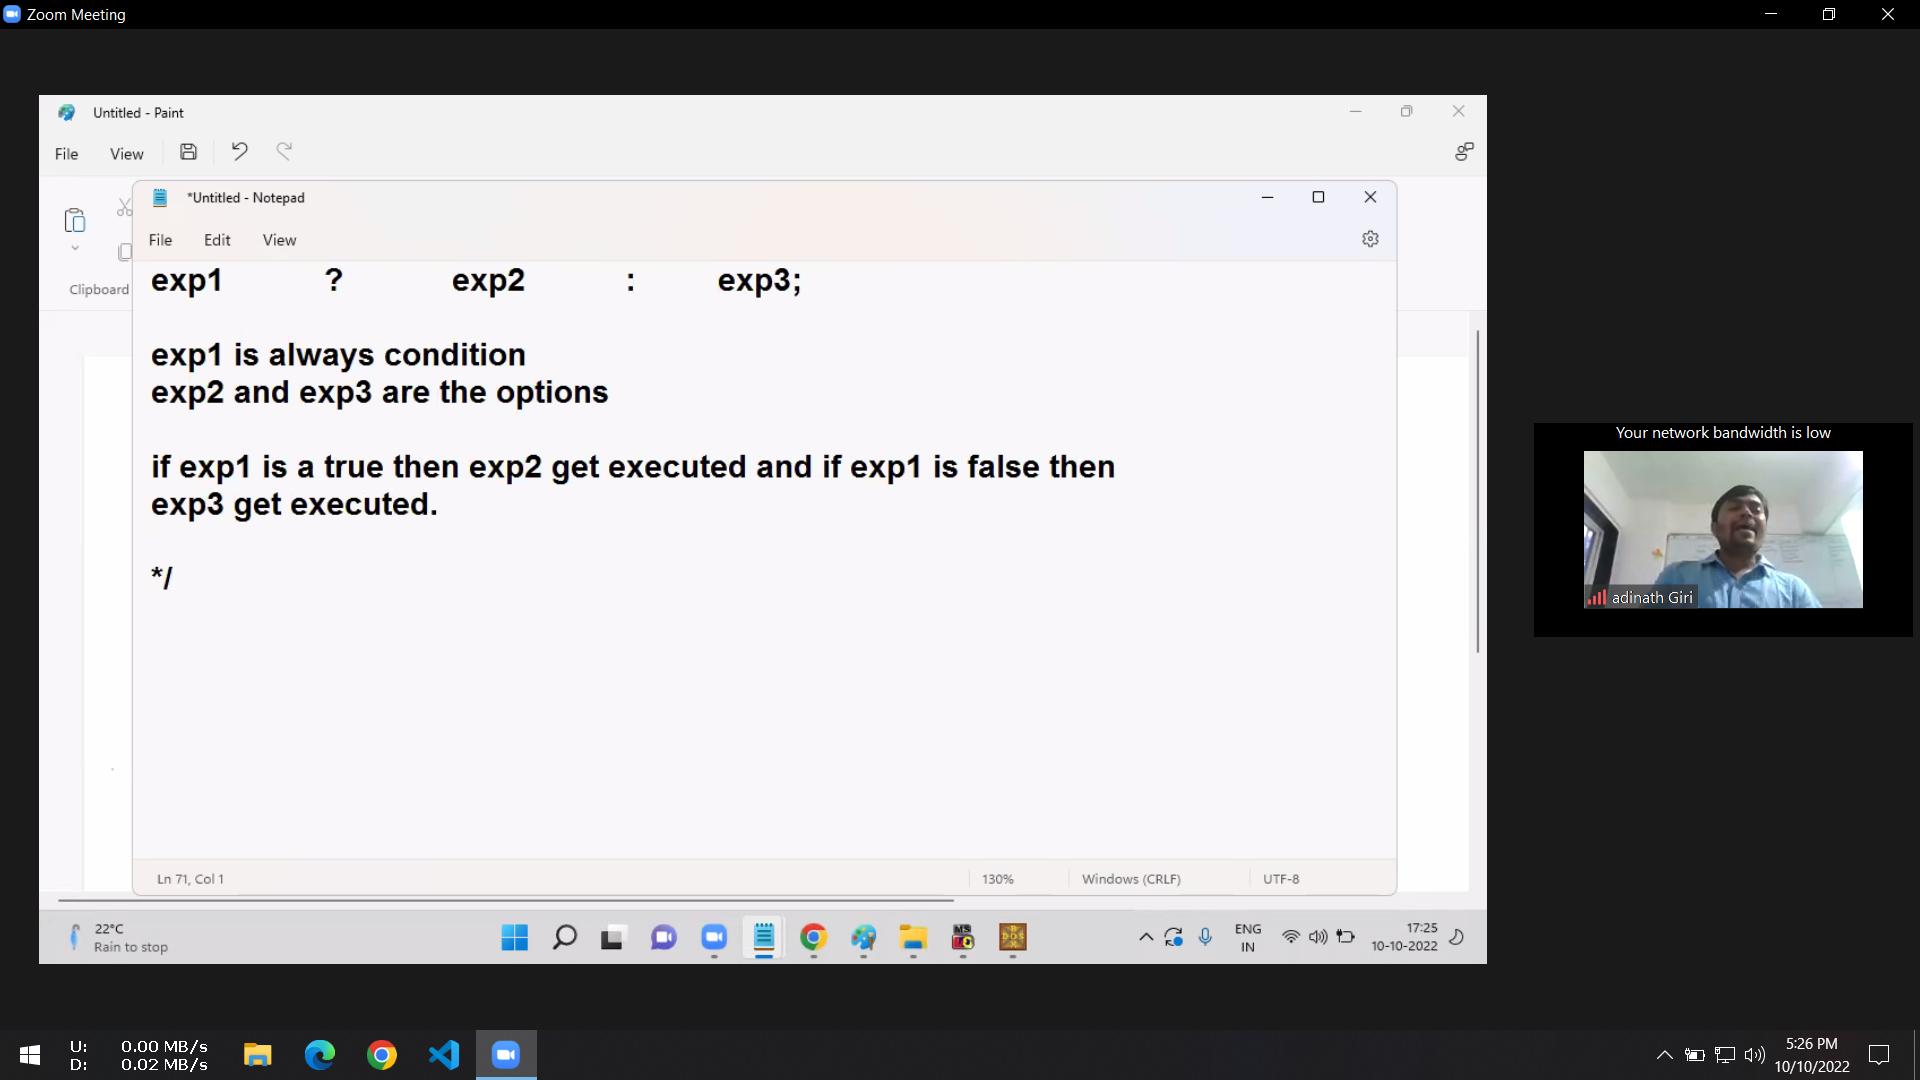 Zoom Meeting
Untitled - Paint
File View
*Untitled - Notepad
File Edit View
Clipboard
exp1 ? exp2 : exp3;
exp1 is always condition
exp2 and exp3 are the options
if exp1 is a true then exp2 get executed and if exp1 is false then
exp3 get executed.
*/
Ln 71, Col 1 130% Windows (CRLF) UTF-8
Your network bandwidth is low
adinath Giri
22°C
Rain to stop
ENG
IN
17:25
10-10-2022
U: 0.00 MB/s
D: 0.02 MB/s
5:26 PM
10/10/2022